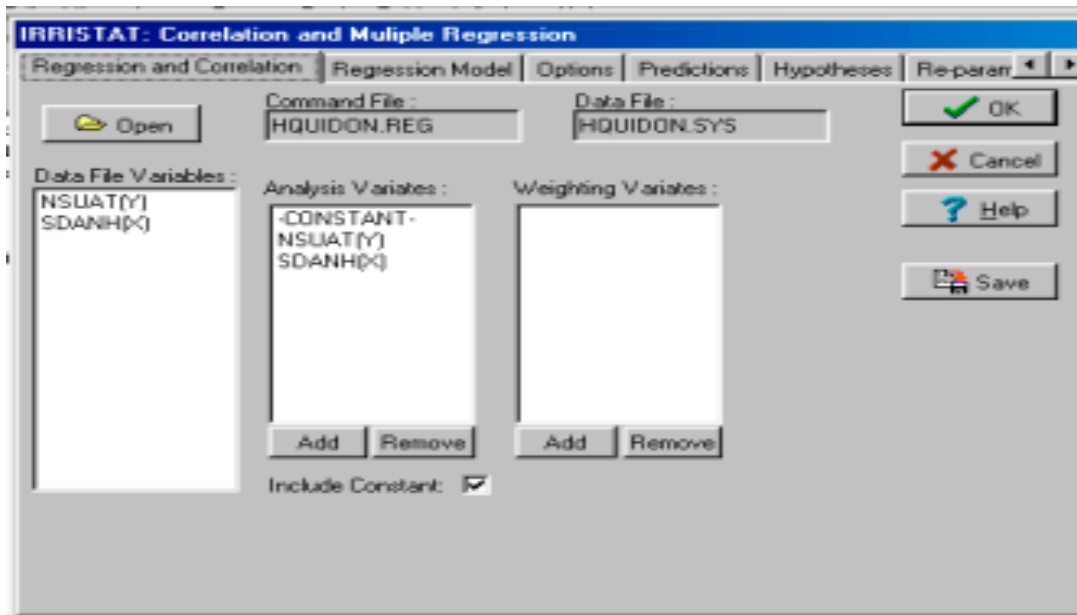 IRRISTAT: Correlation and Muliple Regression
Regression and Correlation Regression Model Options Predictions Hypotheses Re-param
Open
Command File :
HQUIDON.REG
Data File :
HQUIDON.SYS
OK
Cancel
Help
Save
Data File Variables :
NSUAT(Y)
SDANH(X)
Analysis Variates :
-CONSTANT-
NSUAT(Y)
SDANH(X)
Add Remove
Weighting Variates :
Add Remove
Include Constant: